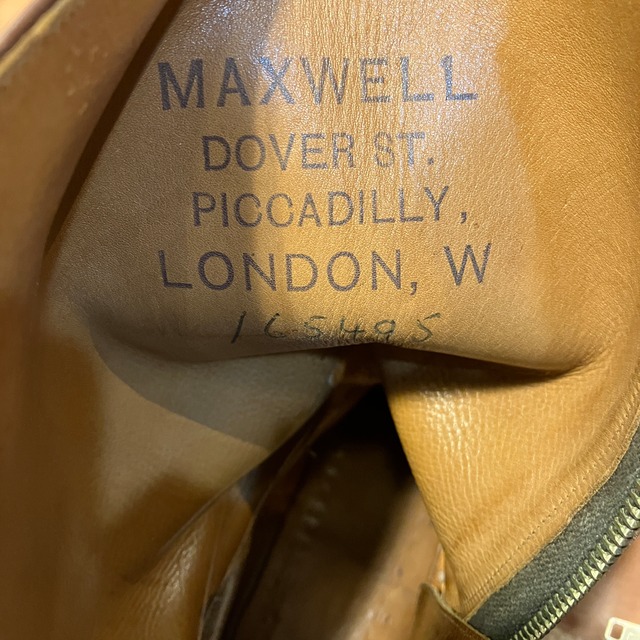 MAXWELL
DOVER ST.
PICCADILLY,
LONDON, W
165495